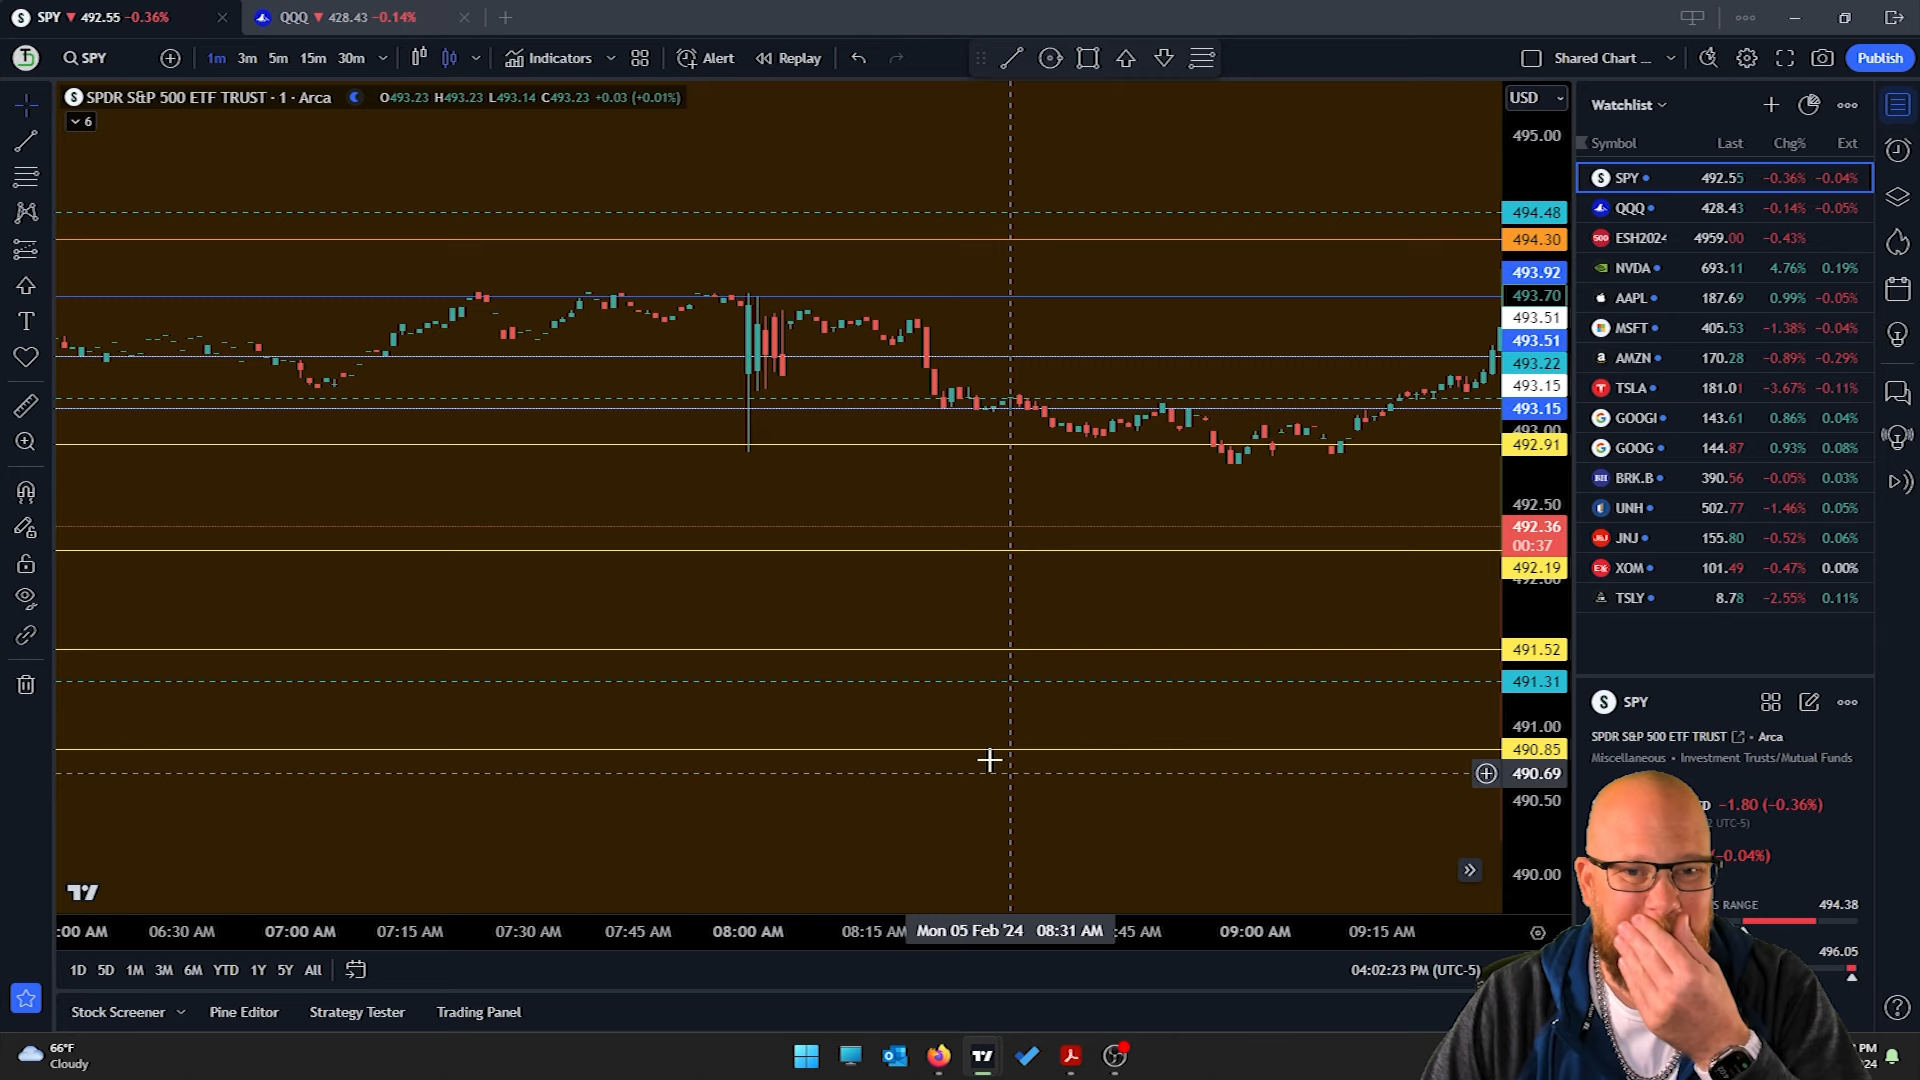 SPY ▼ 492.55 −0.36%
QQQ ▼ 428.43 −0.14%
SPY
1m 3m 5m 15m 30m
Indicators
Alert
Replay
Shared Chart ...
Publish
SPDR S&P 500 ETF TRUST · 1 · Arca
O493.23 H493.23 L493.14 C493.23 +0.03 (+0.01%)
6
USD
495.00
494.48
494.30
493.92
493.70
493.51
493.51
493.22
493.15
493.15
493.00
492.91
492.50
492.36
00:37
492.19
492.00
491.52
491.31
491.00
490.85
490.69
490.50
490.00
:00 AM 06:30 AM 07:00 AM 07:15 AM 07:30 AM 07:45 AM 08:00 AM 08:15 AM Mon 05 Feb '24 08:31 AM :45 AM 09:00 AM 09:15 AM
1D 5D 1M 3M 6M YTD 1Y 5Y All
04:02:23 PM (UTC-5)
Stock Screener
Pine Editor
Strategy Tester
Trading Panel
Watchlist
Symbol Last Chg% Ext
SPY 492.55 −0.36% −0.04%
QQQ 428.43 −0.14% −0.05%
ESH2024 4959.00 −0.43%
NVDA 693.11 4.76% 0.19%
AAPL 187.69 0.99% −0.05%
MSFT 405.53 −1.38% −0.04%
AMZN 170.28 −0.89% −0.29%
TSLA 181.01 −3.67% −0.11%
GOOGl 143.61 0.86% 0.04%
GOOG 144.87 0.93% 0.08%
BRK.B 390.56 −0.05% 0.03%
UNH 502.77 −1.46% 0.05%
JNJ 155.80 −0.52% 0.06%
XOM 101.49 −0.47% 0.00%
TSLY 8.78 −2.55% 0.11%
SPY
SPDR S&P 500 ETF TRUST • Arca
Miscellaneous • Investment Trusts/Mutual Funds
D −1.80 (−0.36%)
UTC-5)
(−0.04%)
S RANGE 494.38
496.05
66°F
Cloudy
PM
24